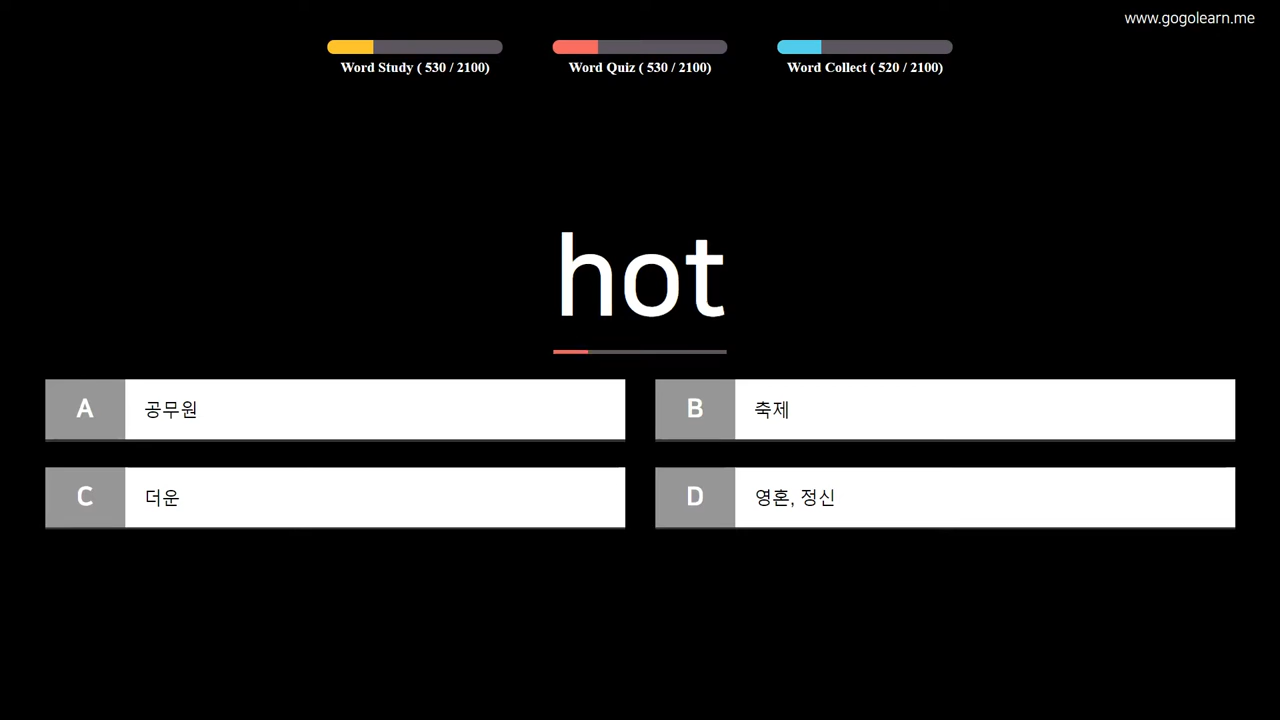 www.gogolearn.me
Word Study ( 530 / 2100)
Word Quiz ( 530 / 2100)
Word Collect ( 520 / 2100)
hot
A 공무원
B 축제
C 더운
D 영혼, 정신